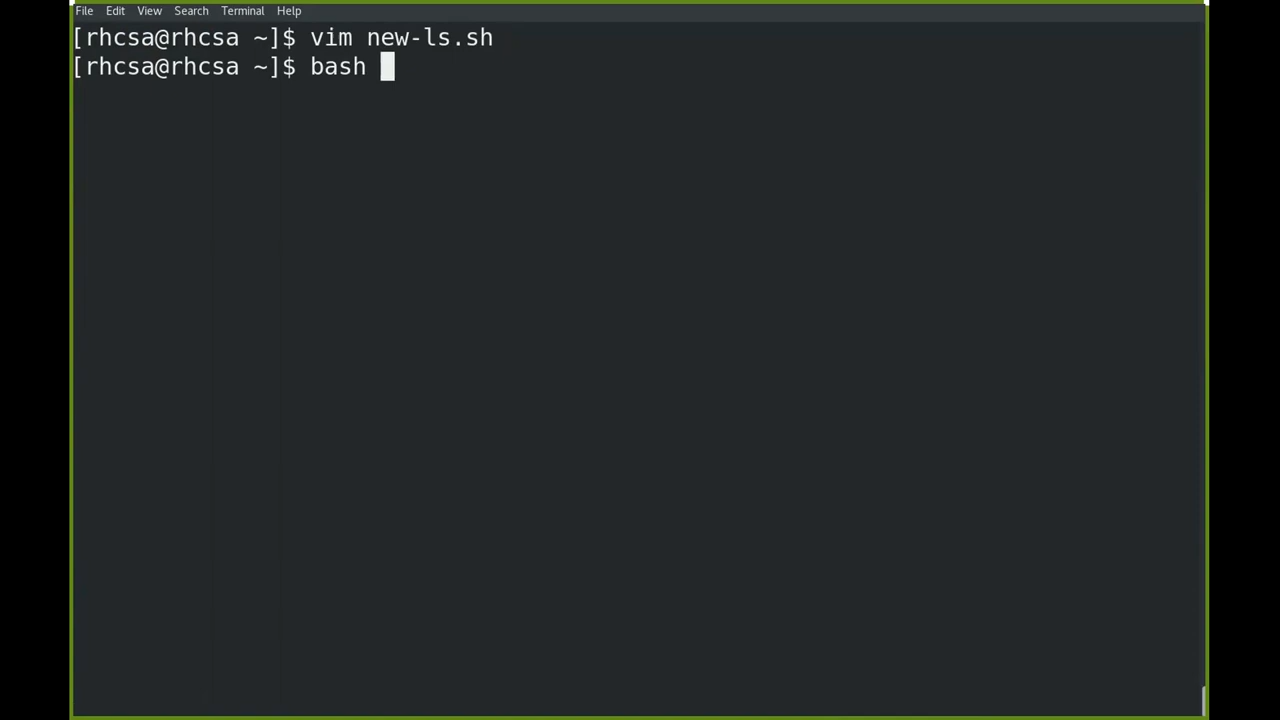 File Edit View Search Terminal Help
[rhcsa@rhcsa ~]$ vim new-ls.sh
[rhcsa@rhcsa ~]$ bash